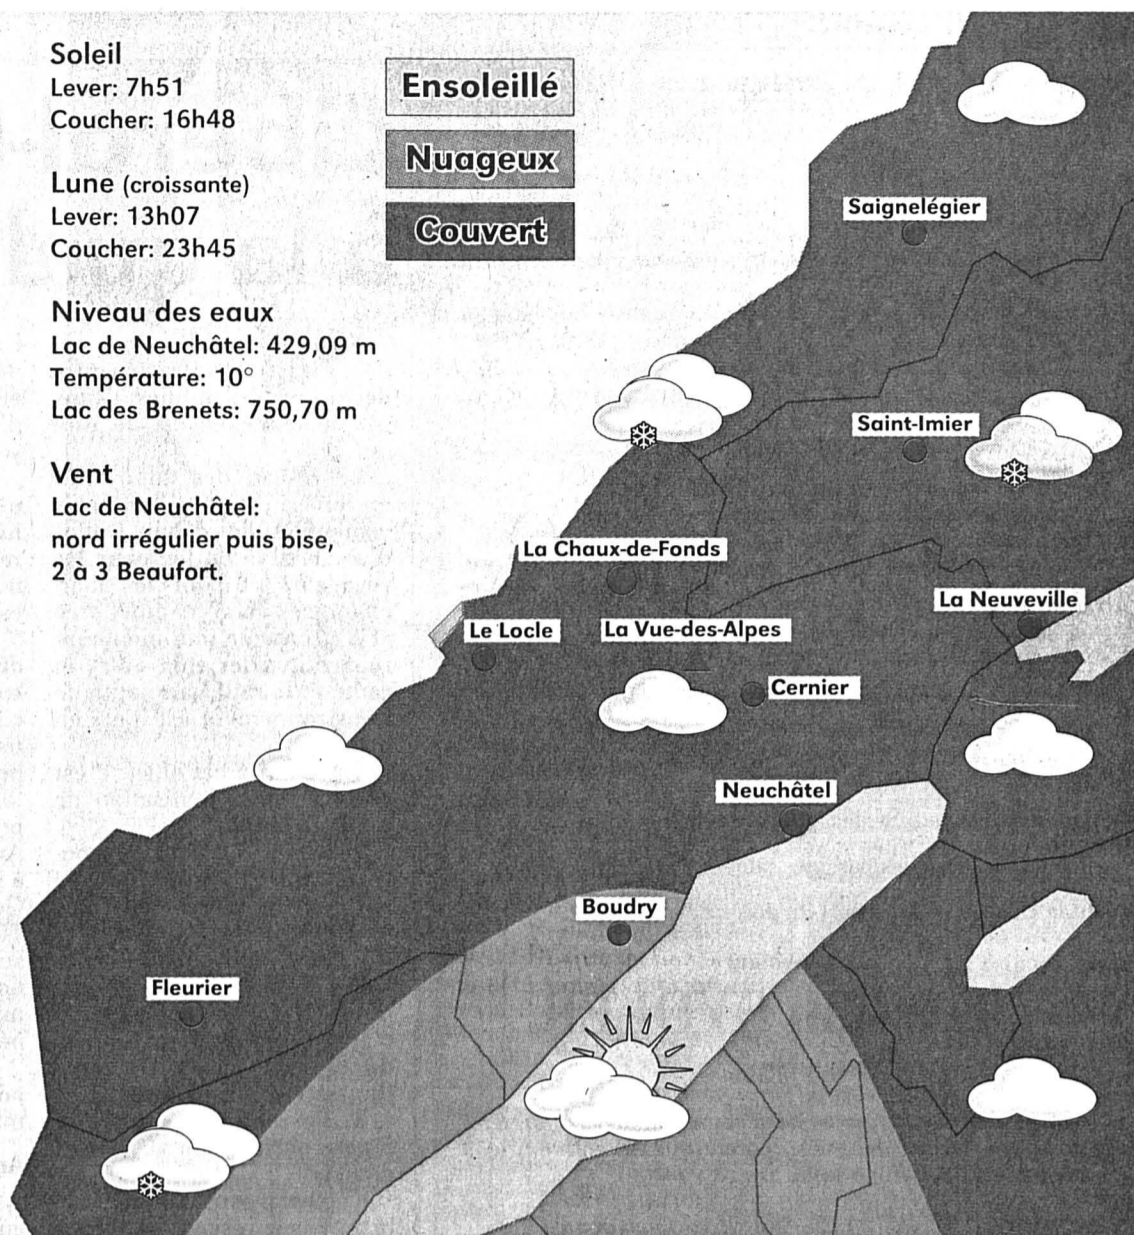 Soleil
Lever: 7h51
Coucher: 16h48
Lune (croissante)
Lever: 13h07
Coucher: 23h45
Niveau des eaux
Lac de Neuchâtel: 429,09 m
Température: 10°
Lac des Brenets: 750,70 m
Vent
Lac de Neuchâtel:
nord irrégulier puis bise,
2 à 3 Beaufort.
Ensoleillé
Nuageux
Couvert
Saignelégier
Saint-Imier
La Chaux-de-Fonds
La Neuveville
Le Locle
La Vue-des-Alpes
Cernier
Neuchâtel
Boudry
Fleurier